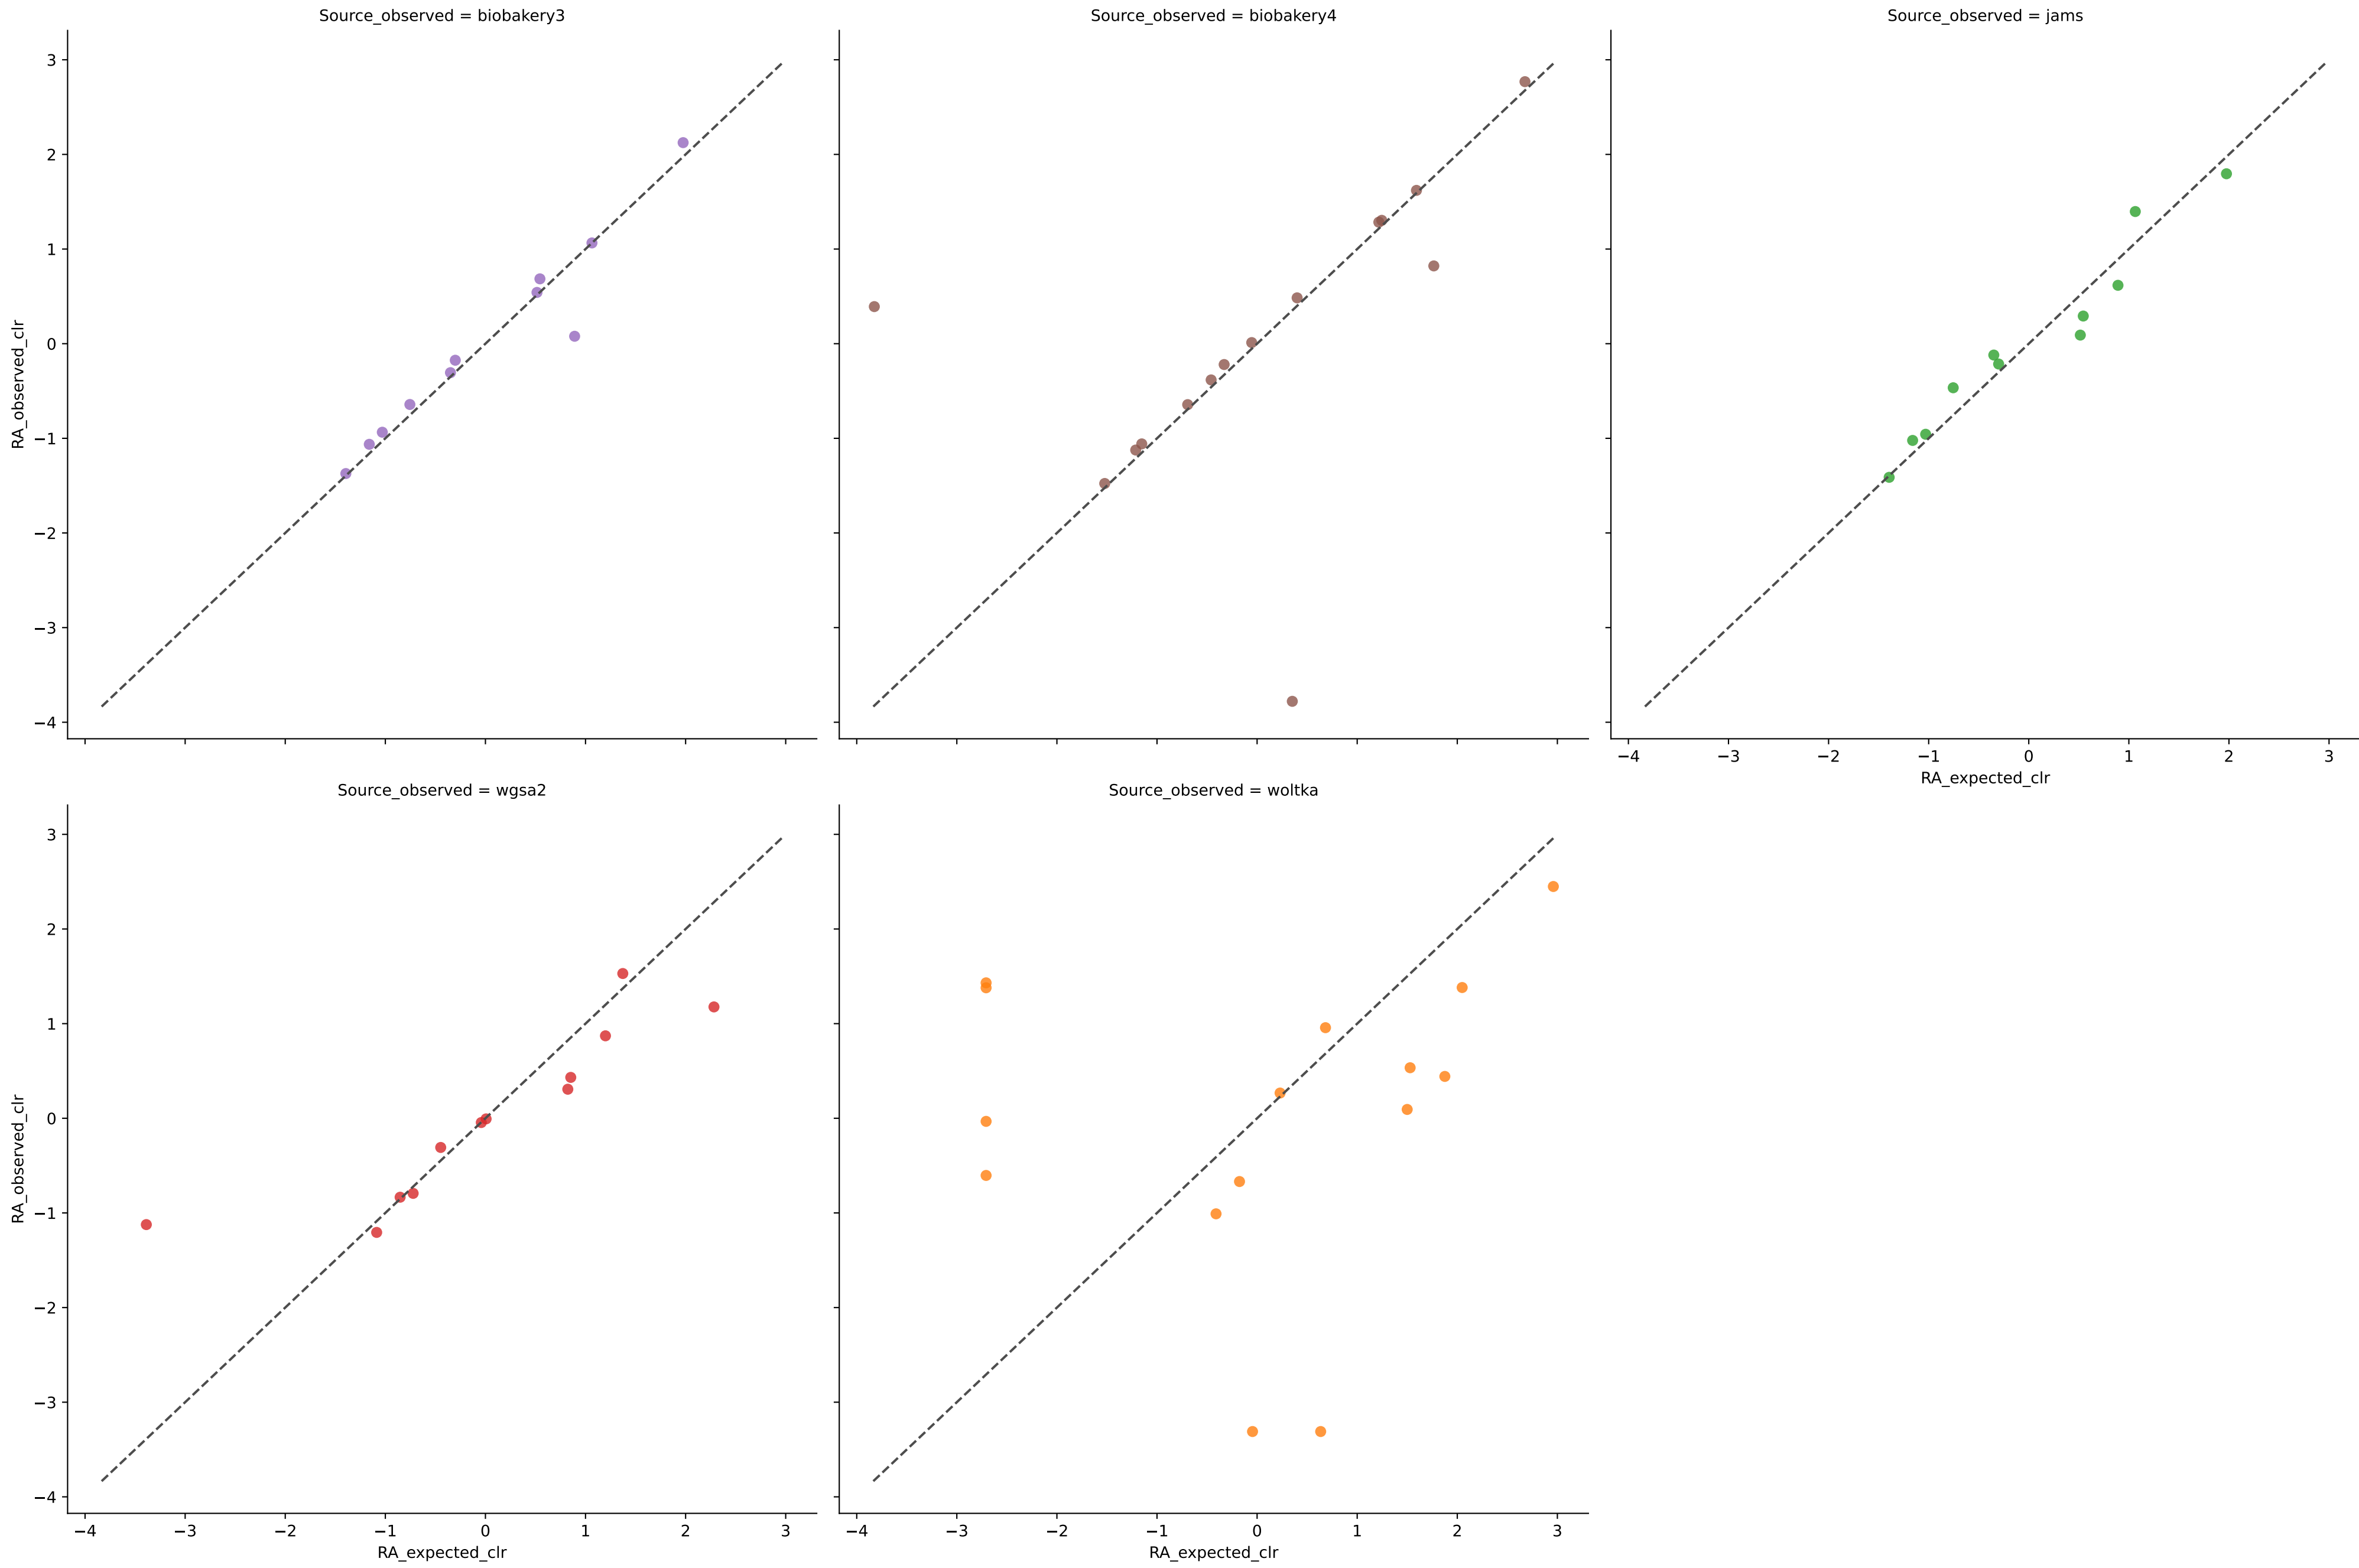 Source_observed = biobakery3
Source_observed = biobakery4
Source_observed = jams
RA_observed_clr
3
2
1
0
−1
−2
−3
−4
−4 −3 −2 −1 0 1 2 3
RA_expected_clr
Source_observed = wgsa2
Source_observed = woltka
RA_observed_clr
3
2
1
0
−1
−2
−3
−4
−4 −3 −2 −1 0 1 2 3
RA_expected_clr
−4 −3 −2 −1 0 1 2 3
RA_expected_clr